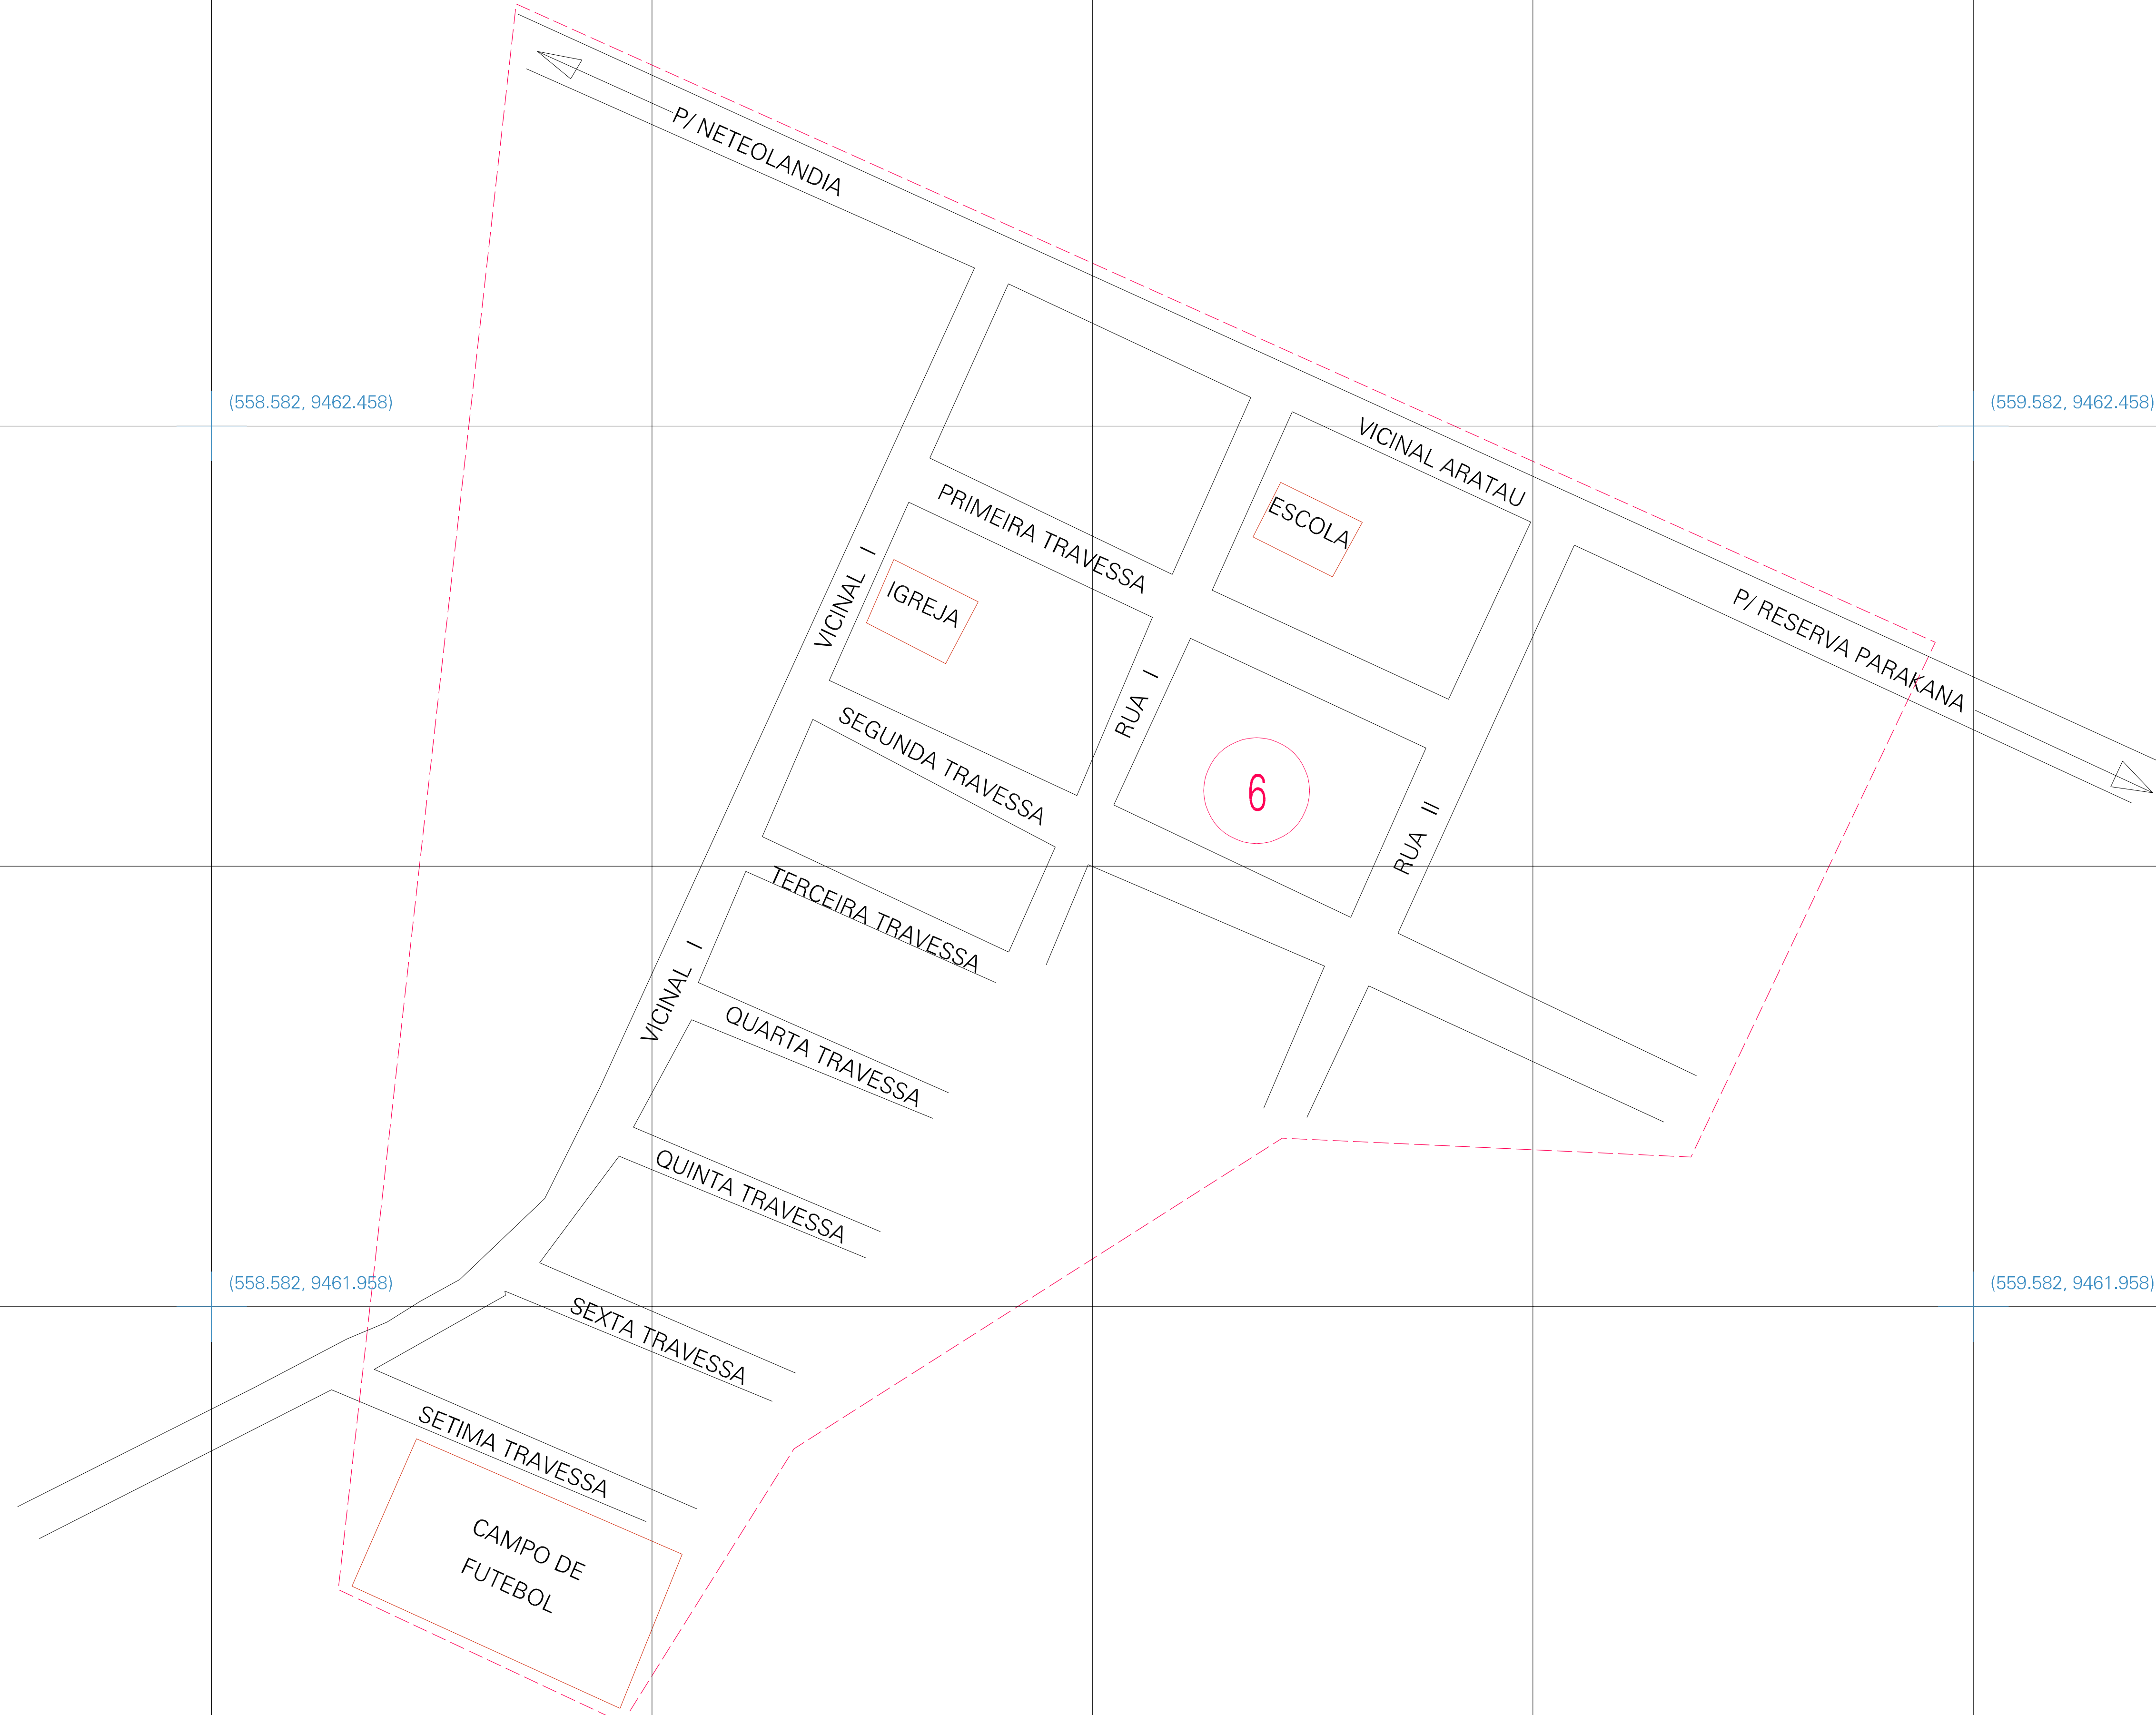 P/ NETEOLANDIA
(558.582, 9462.458)
(559.582, 9462.458)
VICINAL ARATAU
ESCOLA
PRIMEIRA TRAVESSA
IGREJA
VICINAL I
P/ RESERVA PARAKANA
RUA I
SEGUNDA TRAVESSA
6
RUA II
TERCEIRA TRAVESSA
VICINAL I
QUARTA TRAVESSA
QUINTA TRAVESSA
(558.582, 9461.958)
(559.582, 9461.958)
SEXTA TRAVESSA
SETIMA TRAVESSA
CAMPO DE
FUTEBOL